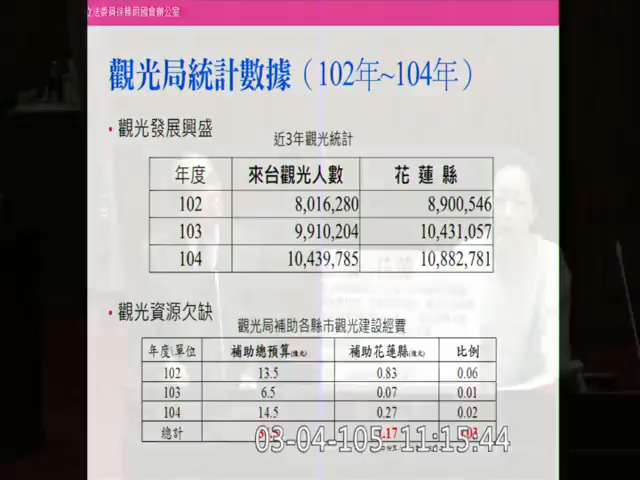 立法委員徐榛蔚國會辦公室
觀光局統計數據（102年~104年）
• 觀光發展興盛
近3年觀光統計
年度 來台觀光人數 花蓮縣
102 8,016,280 8,900,546
103 9,910,204 10,431,057
104 10,439,785 10,882,781
• 觀光資源欠缺
觀光局補助各縣市觀光建設經費
年度\單位 補助總預算(億元) 補助花蓮縣(億元) 比例
102 13.5 0.83 0.06
103 6.5 0.07 0.01
104 14.5 0.27 0.02
總計
03-04-105 11:15:44